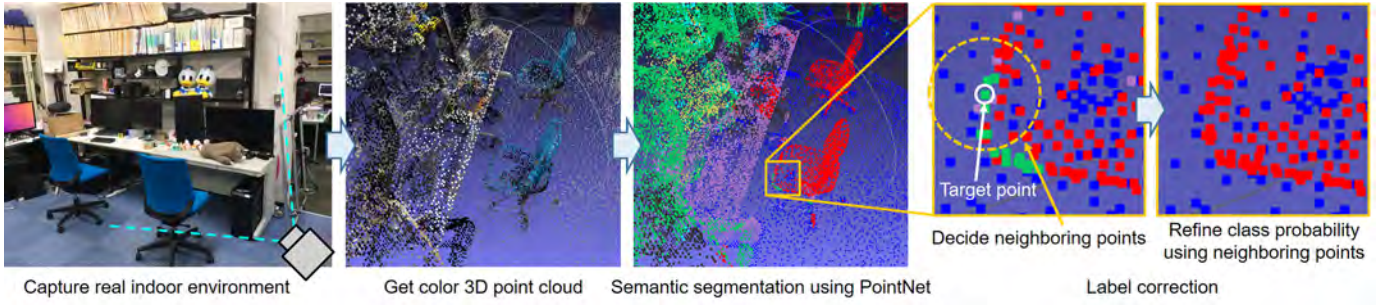 Target point
Decide neighboring points
Refine class probability
using neighboring points
Capture real indoor environment
Get color 3D point cloud
Semantic segmentation using PointNet
Label correction